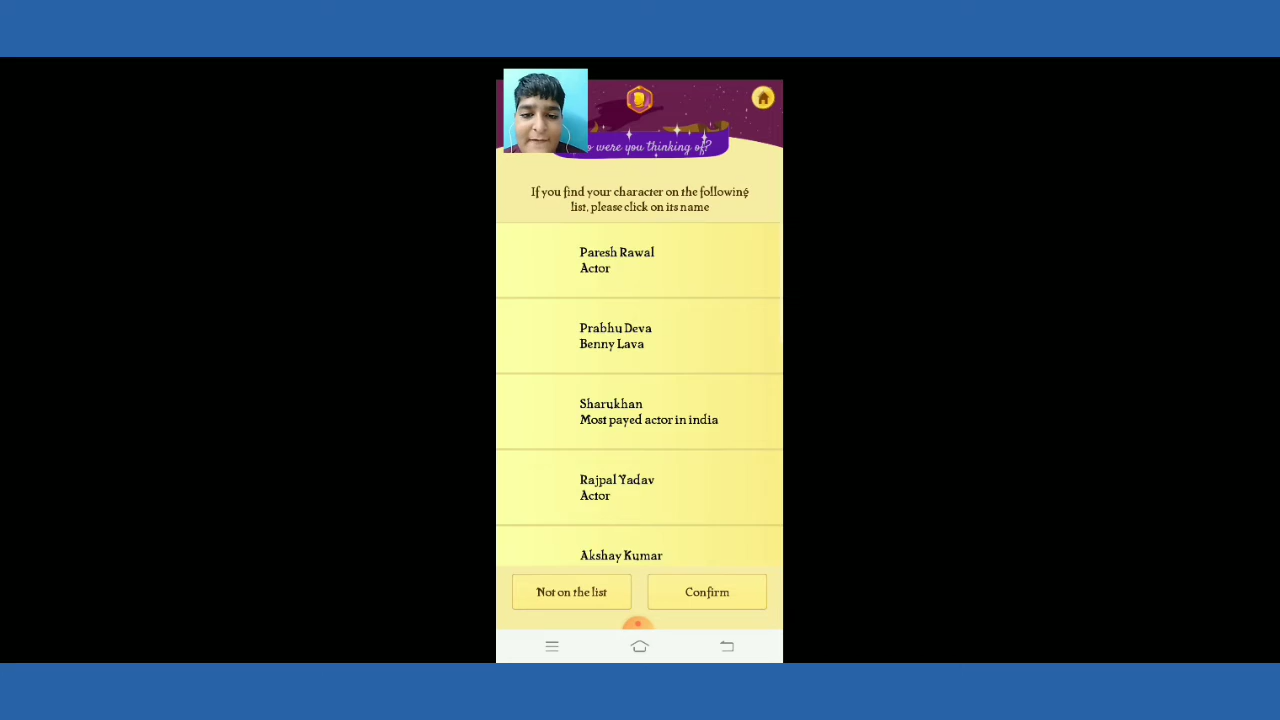 o were you thinking of?
If you find your character on the following
list, please click on its name
Paresh Rawal
Actor
Prabhu Deva
Benny Lava
Sharukhan
Most payed actor in india
Rajpal Yadav
Actor
Akshay Kumar
Not on the list
Confirm